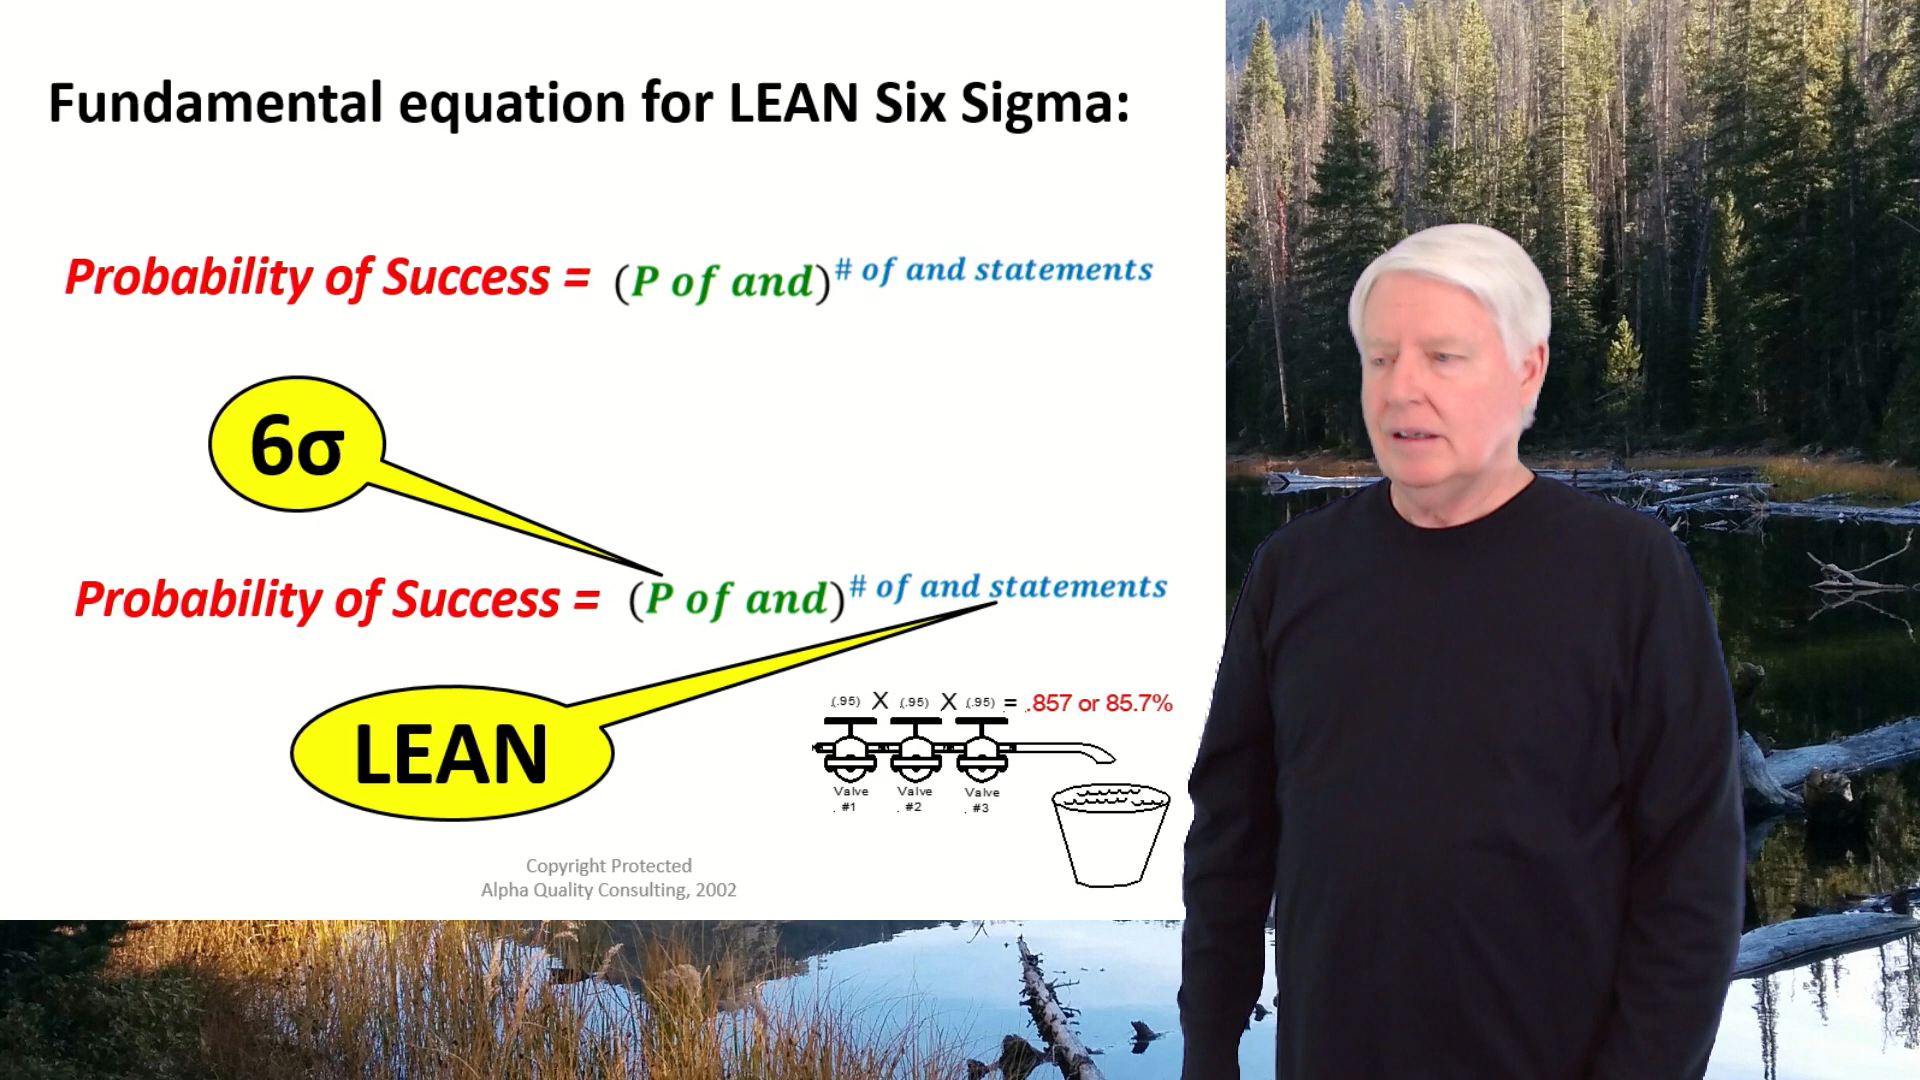 Fundamental equation for LEAN Six Sigma:
Probability of Success = (P of and)# of and statements
6σ
Probability of Success = (P of and)# of and statements
LEAN
(.95) X (.95) X (.95) = .857 or 85.7%
Valve Valve Valve
#1 #2 #3
Copyright Protected
Alpha Quality Consulting, 2002